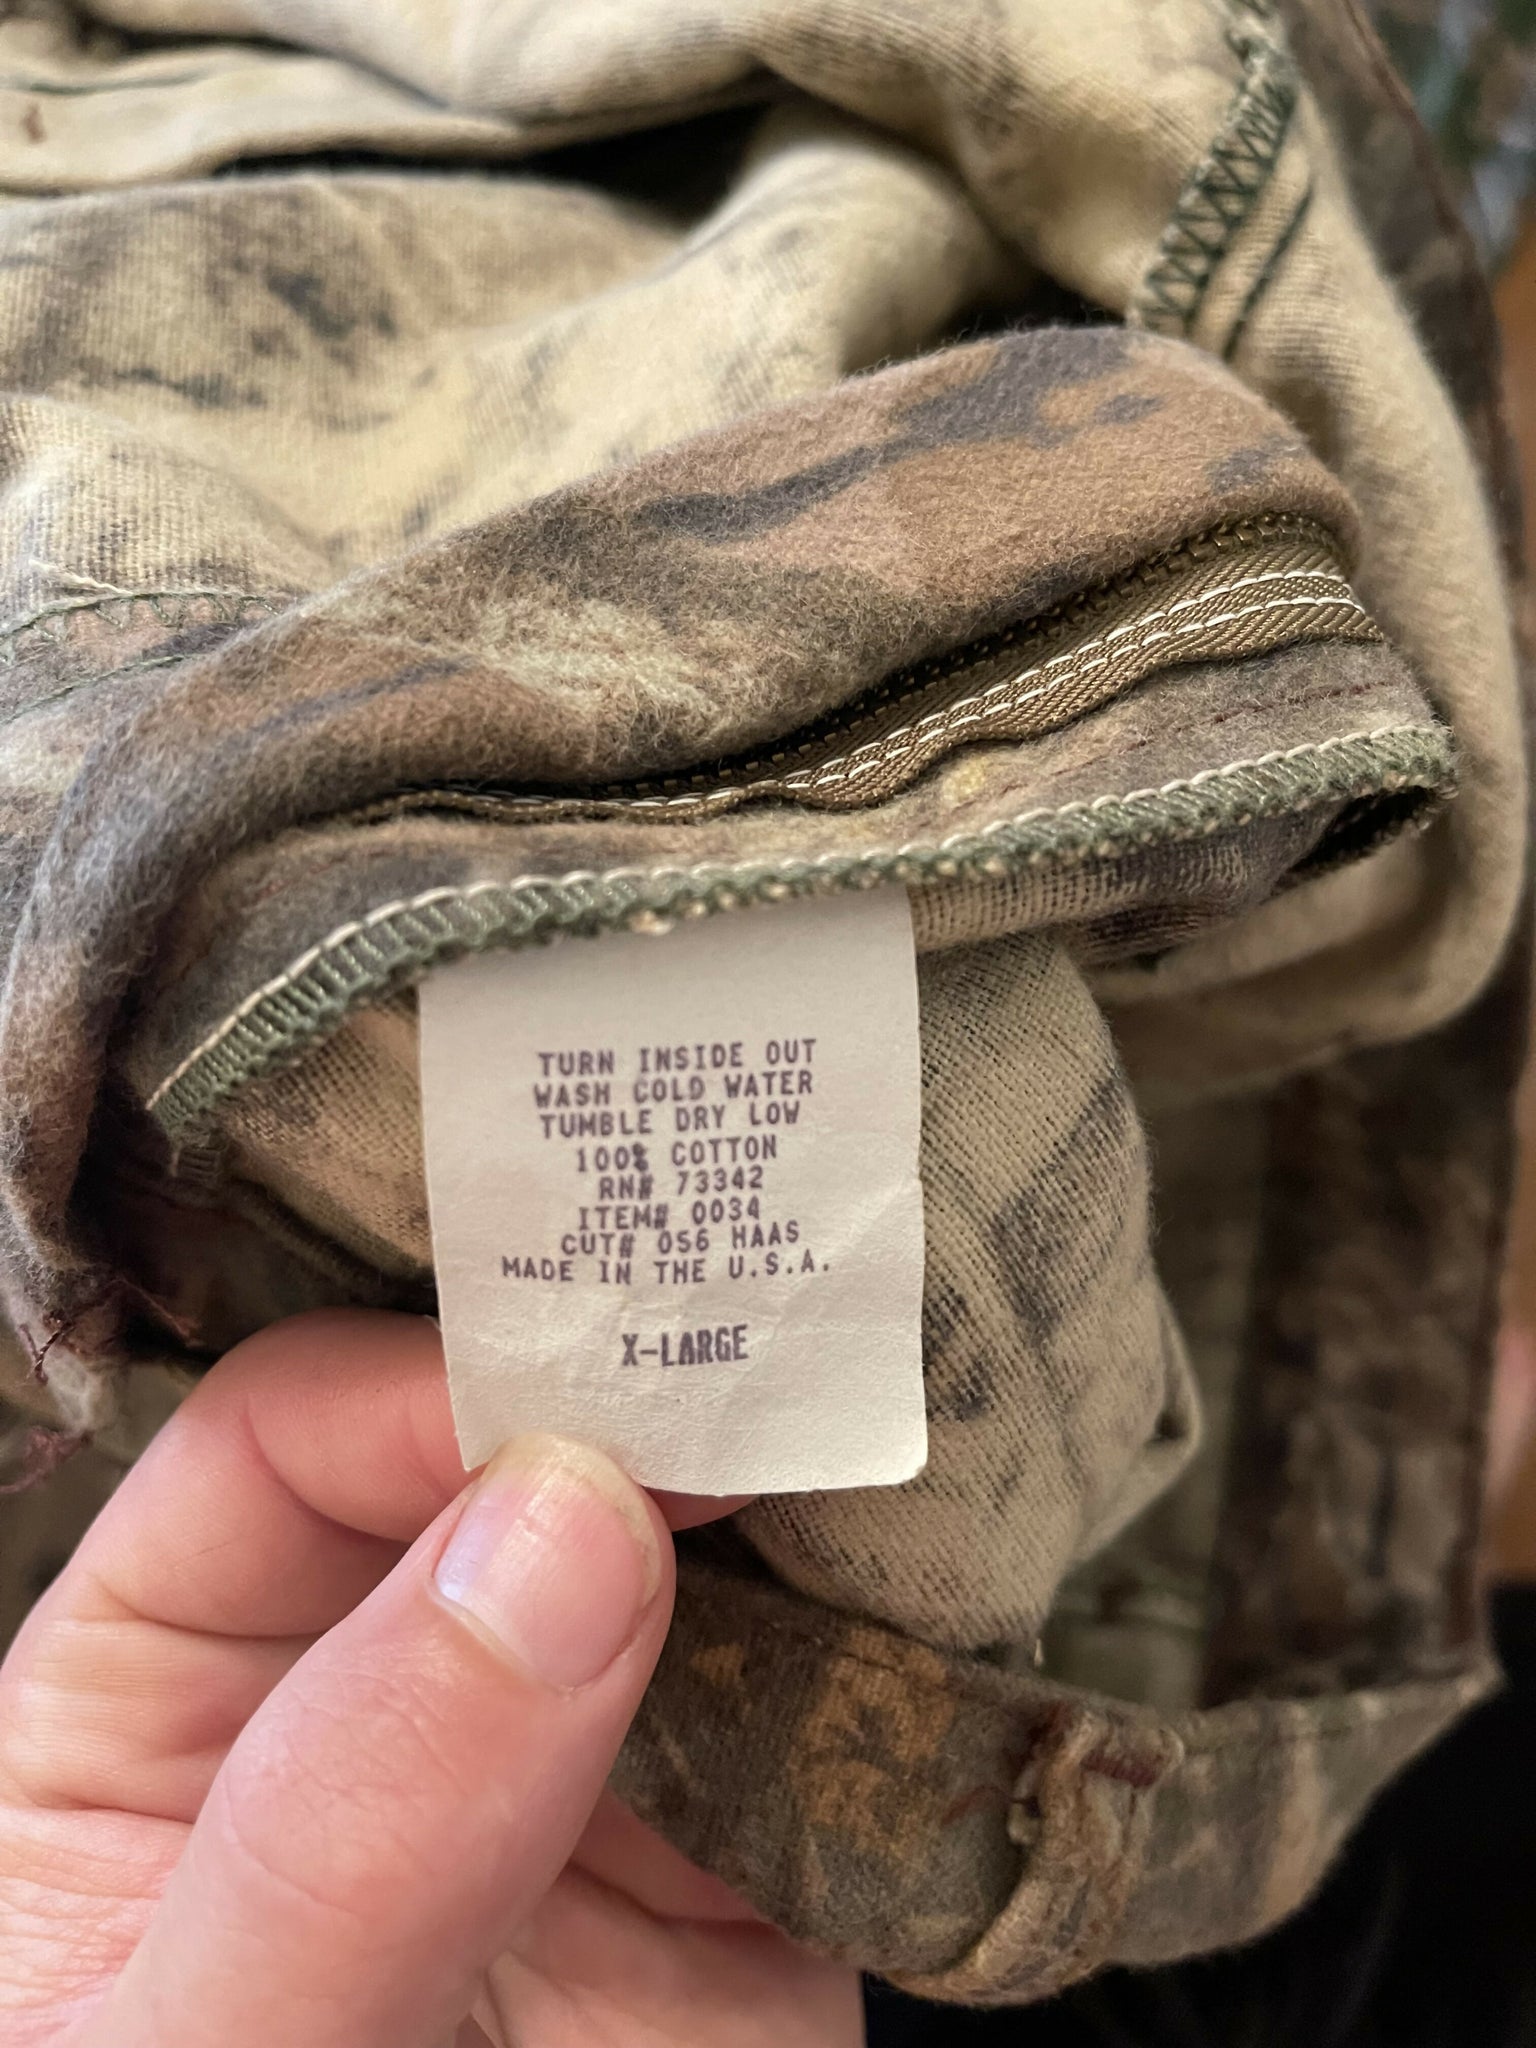 TURN INSIDE OUT
WASH COLD WATER
TUMBLE DRY LOW
100% COTTON
RN# 73342
ITEM# 0034
CUT# 056 HAAS
MADE IN THE U.S.A.
X-LARGE